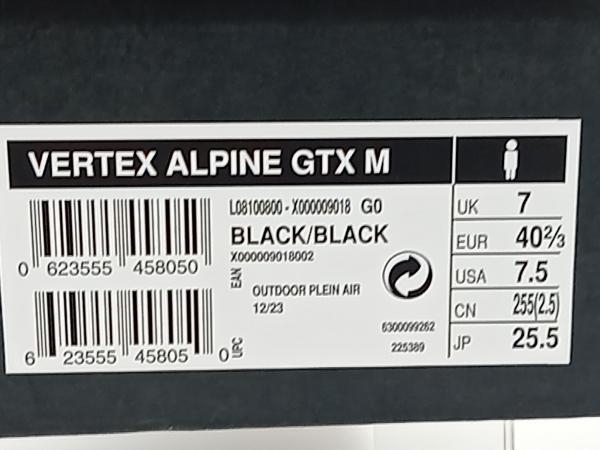 VERTEX ALPINE GTX M
L08100800 - X000009018 G0
BLACK/BLACK
X000009018002
0 623555 458050
EAN
OUTDOOR PLEIN AIR
12/23
6300099262
225389
6 23555 45805 0
UPC
UK 7
EUR 40⅔
USA 7.5
CN 255(2.5)
JP 25.5